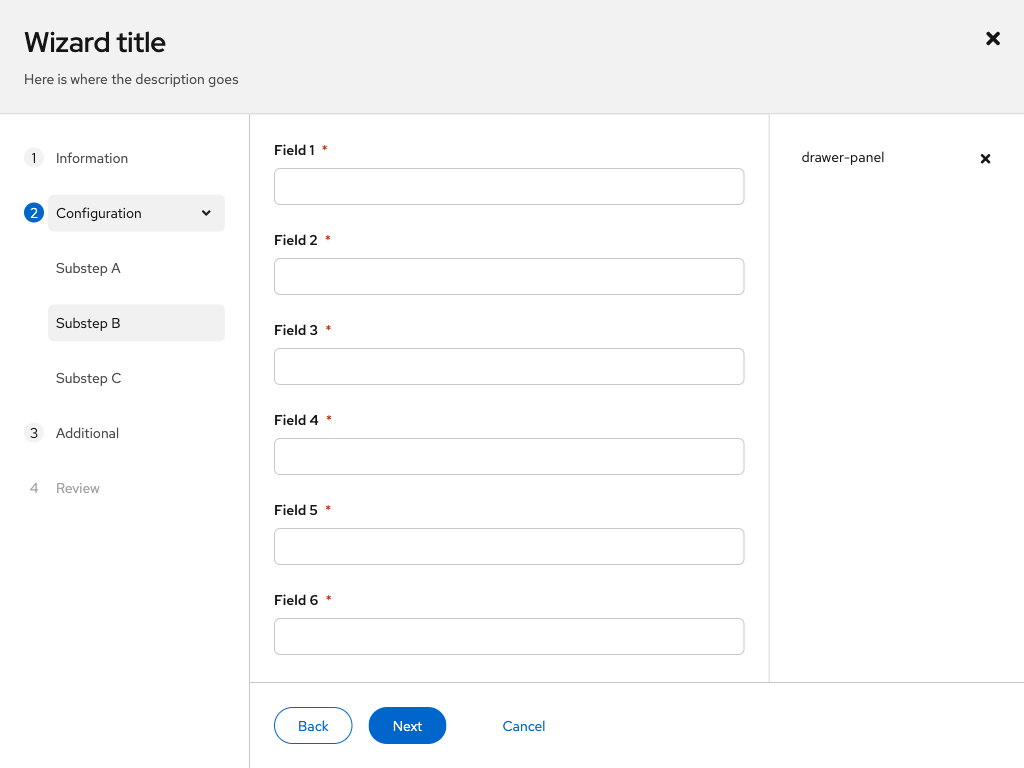 Wizard title
Here is where the description goes
1 Information
2 Configuration
Substep A
Substep B
Substep C
3 Additional
4 Review
Field 1 *
Field 2 *
Field 3 *
Field 4 *
Field 5 *
Field 6 *
drawer-panel
Back Next Cancel